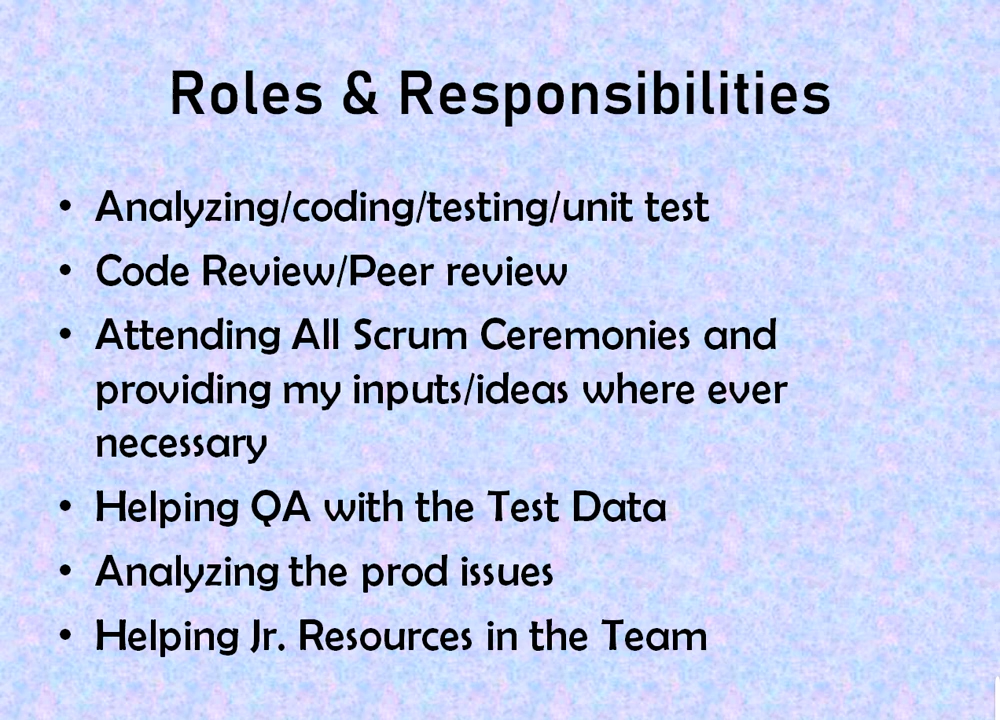 Roles & Responsibilities
• Analyzing/coding/testing/unit test
• Code Review/Peer review
• Attending All Scrum Ceremonies and
providing my inputs/ideas where ever
necessary
• Helping QA with the Test Data
• Analyzing the prod issues
• Helping Jr. Resources in the Team